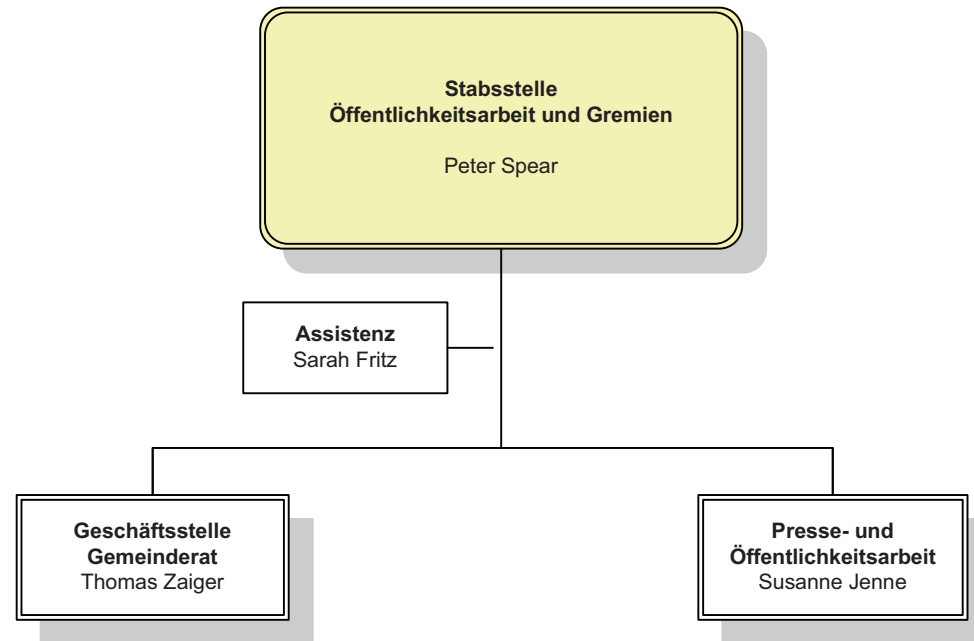 Stabsstelle
Öffentlichkeitsarbeit und Gremien
Peter Spear
Assistenz
Sarah Fritz
Geschäftsstelle
Gemeinderat
Thomas Zaiger
Presse- und
Öffentlichkeitsarbeit
Susanne Jenne